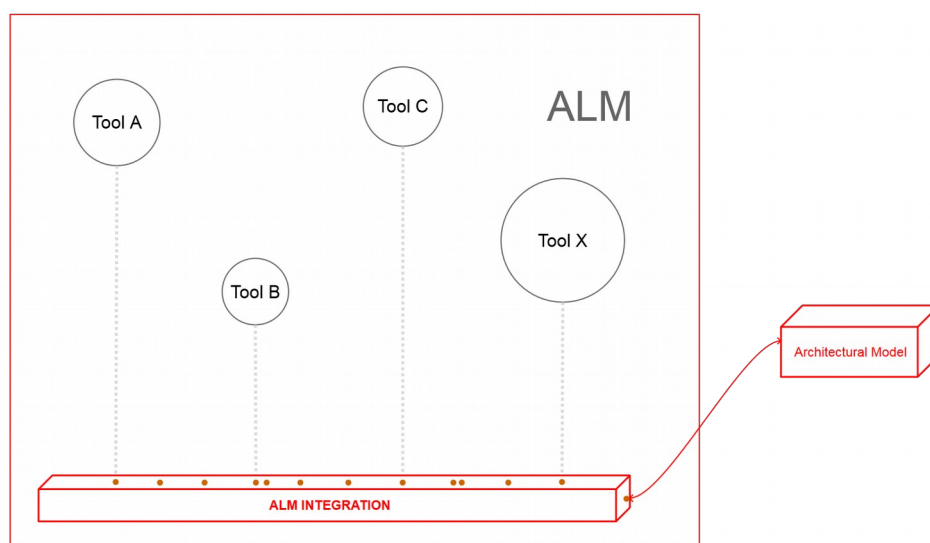 ALM
Tool A
Tool C
Tool X
Tool B
Architectural Model
ALM INTEGRATION